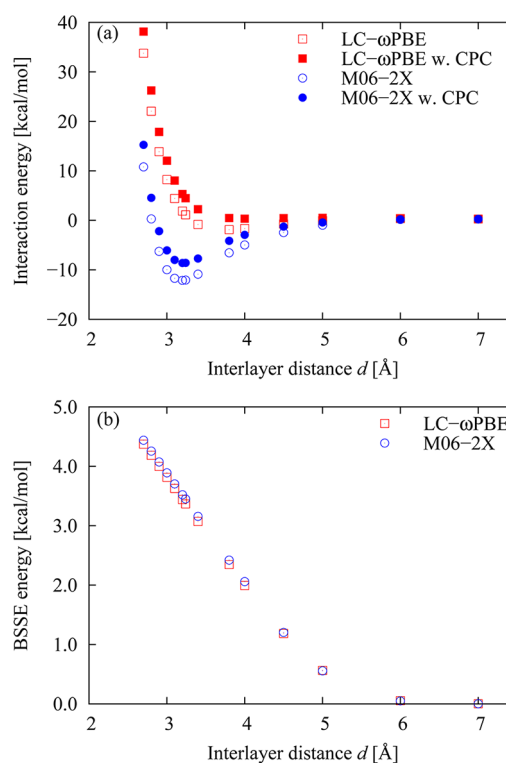 (a)
LC−ωPBE
LC−ωPBE w. CPC
M06−2X
M06−2X w. CPC
Interaction energy [kcal/mol]
40
30
20
10
0
−10
−20
2 3 4 5 6 7
Interlayer distance d [Å]
(b)
LC−ωPBE
M06−2X
BSSE energy [kcal/mol]
5.0
4.0
3.0
2.0
1.0
0.0
2 3 4 5 6 7
Interlayer distance d [Å]